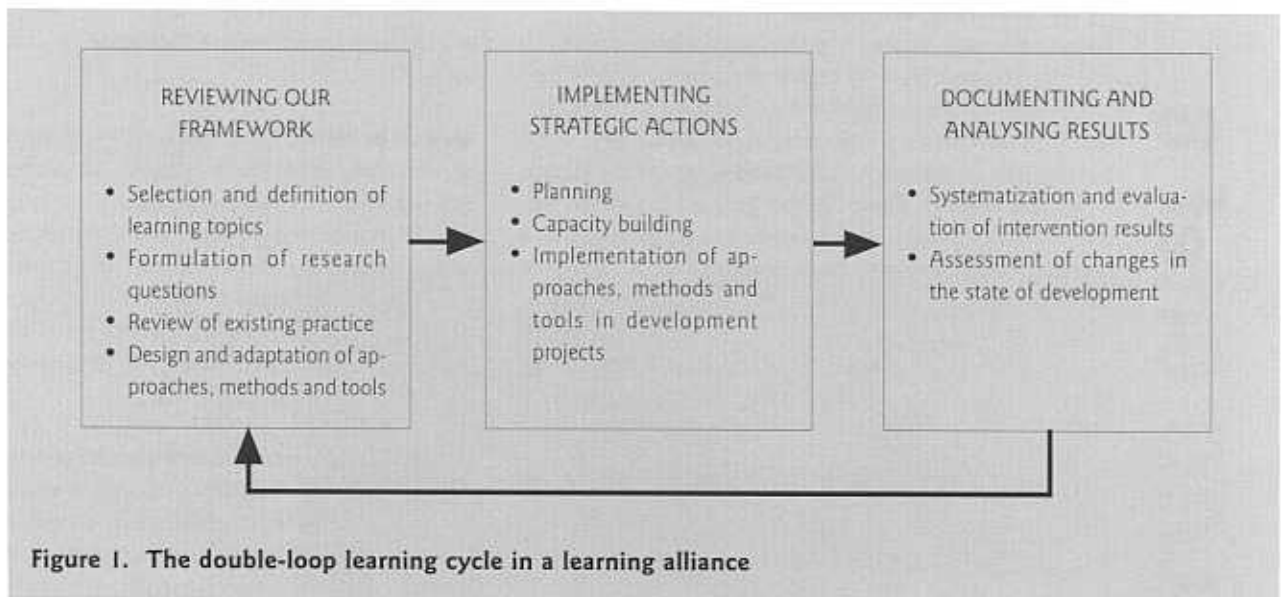 REVIEWING OUR
FRAMEWORK
• Selection and definition of
learning topics
• Formulation of research
questions
• Review of existing practice
• Design and adaptation of ap-
proaches, methods and tools
IMPLEMENTING
STRATEGIC ACTIONS
• Planning
• Capacity building
• Implementation of ap-
proaches, methods and
tools in development
projects
DOCUMENTING AND
ANALYSING RESULTS
• Systematization and evalua-
tion of intervention results
• Assessment of changes in
the state of development
Figure 1. The double-loop learning cycle in a learning alliance